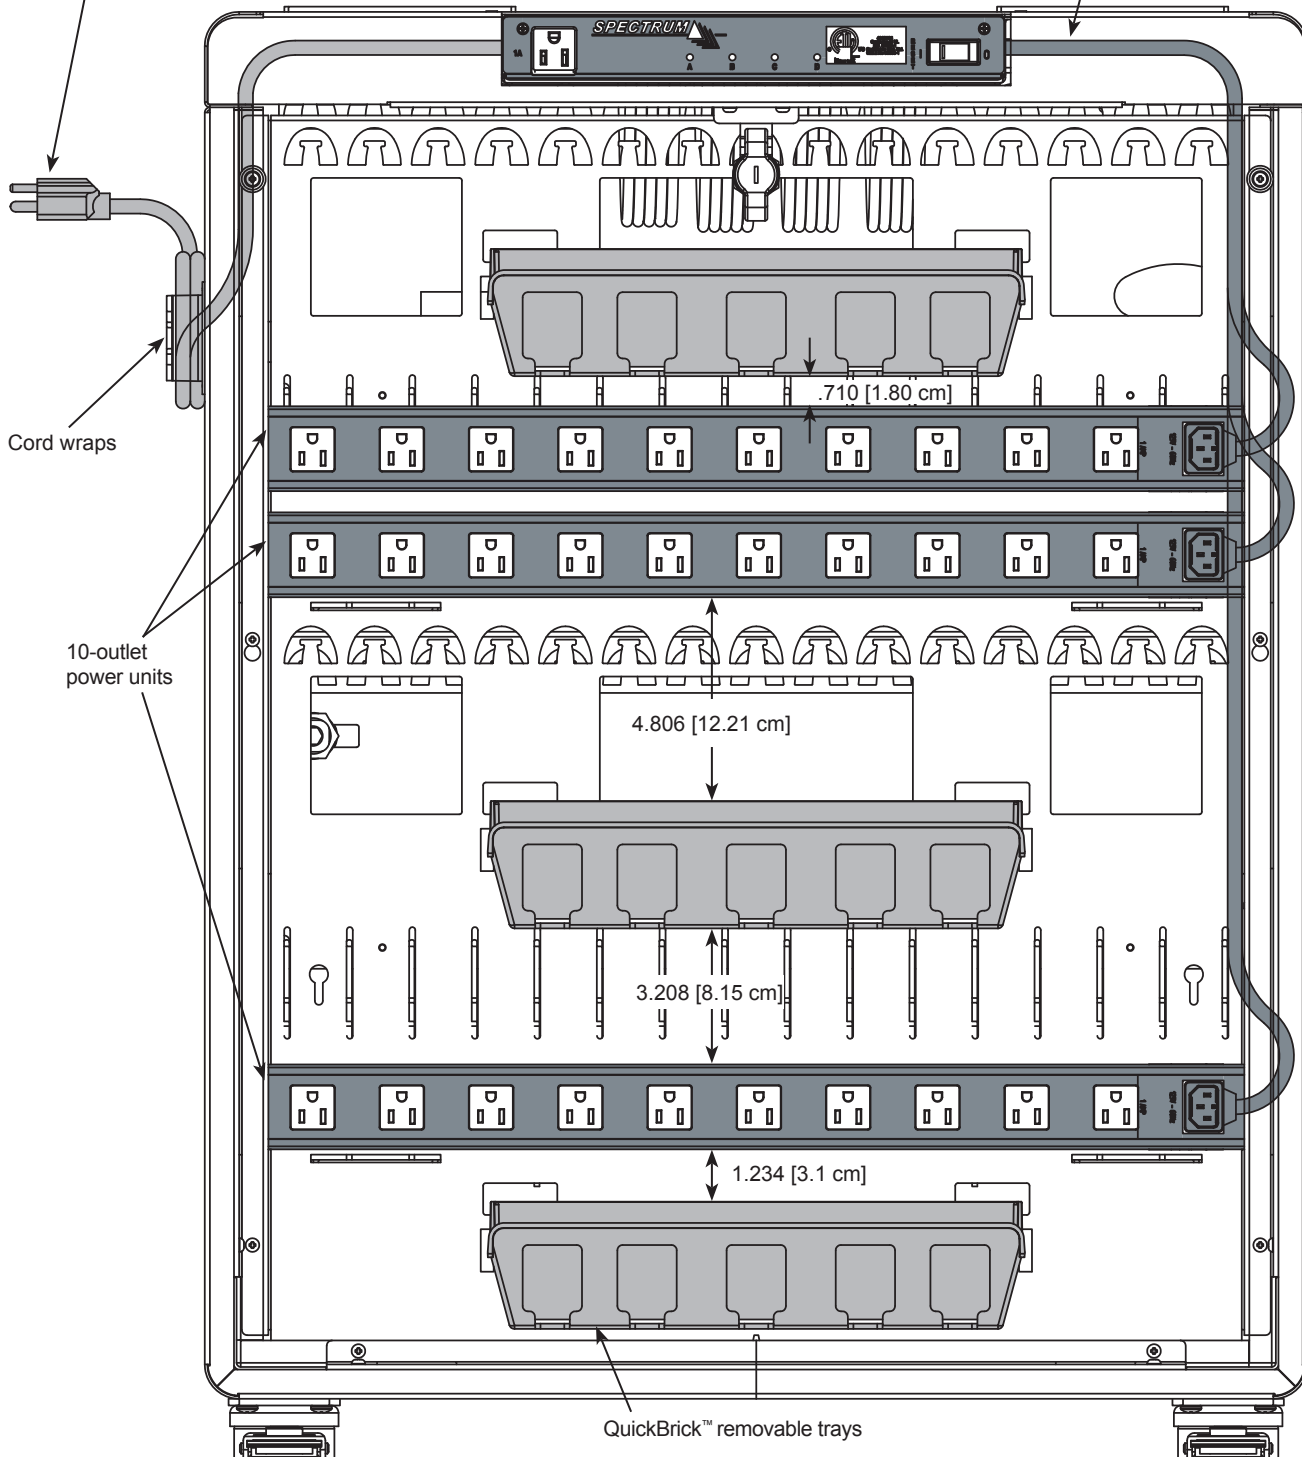 SPECTRUM
1A
A B C D
I O
Cord wraps
.710 [1.80 cm]
10-outlet
power units
4.806 [12.21 cm]
3.208 [8.15 cm]
1.234 [3.1 cm]
QuickBrick™ removable trays